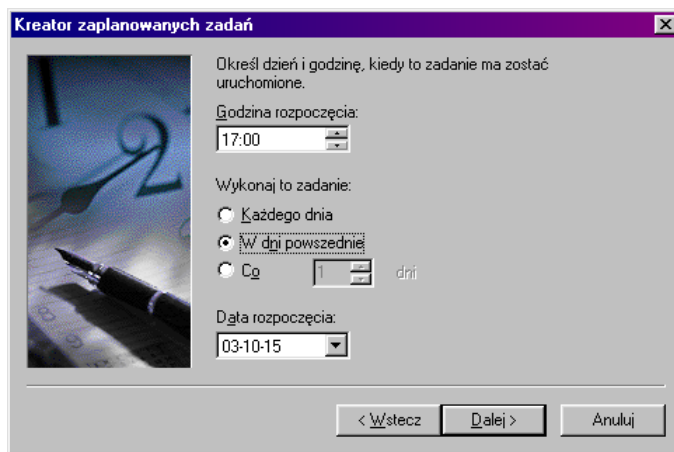 Kreator zaplanowanych zadań
Określ dzień i godzinę, kiedy to zadanie ma zostać
uruchomione.
Godzina rozpoczęcia:
17:00
Wykonaj to zadanie:
Każdego dnia
W dni powszednie
Co 1 dni
Data rozpoczęcia:
03-10-15
< Wstecz Dalej > Anuluj